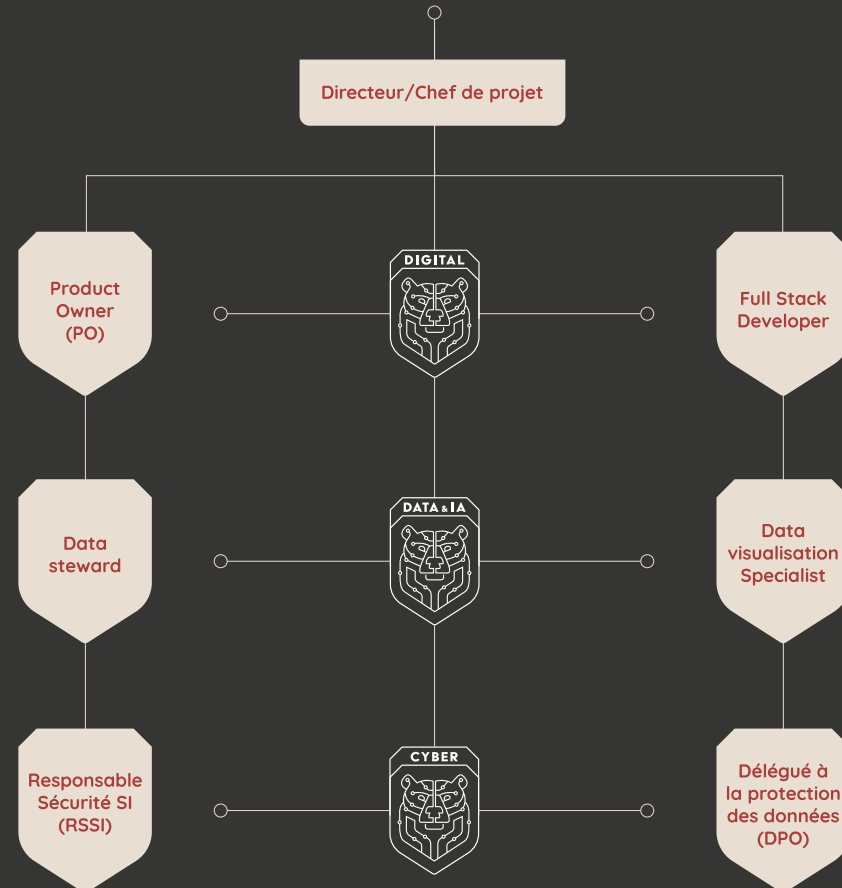 Directeur/Chef de projet
Product
Owner
(PO)
DIGITAL
Full Stack
Developer
Data
steward
DATA & IA
Data
visualisation
Specialist
Responsable
Sécurité SI
(RSSI)
CYBER
Délégué à
la protection
des données
(DPO)